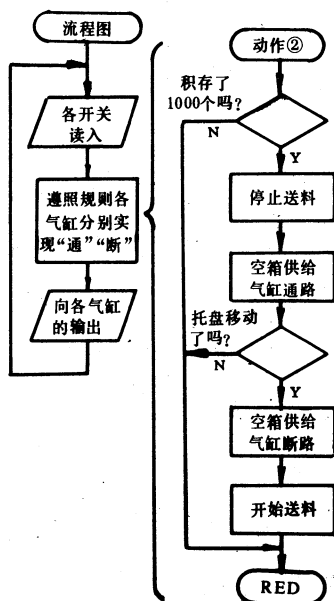 流程图
各开关
读入
遵照规则各
气缸分别实
现“通”“断”
向各气缸
的输出
动作②
积存了
1000个吗?
N
Y
停止送料
空箱供给
气缸通路
托盘移动
了吗?
N
Y
空箱供给
气缸断路
开始送料
RED